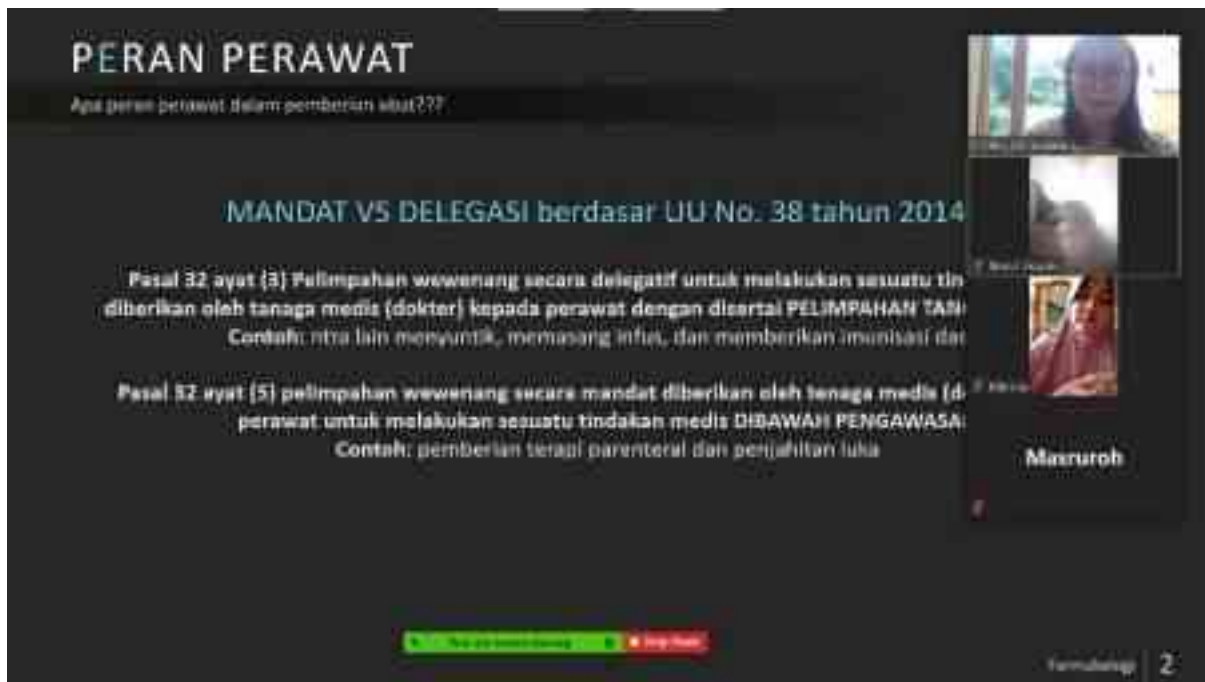 PERAN PERAWAT
Apa peran perawat dalam pemberian obat???
MANDAT VS DELEGASI berdasar UU No. 38 tahun 2014
Pasal 32 ayat (3) Pelimpahan wewenang secara delegatif untuk melakukan sesuatu tin
diberikan oleh tanaga medis (dokter) kepada perawat dengan disertai PELIMPAHAN TAN
Contoh: ntra lain menyuntik, memasang infus, dan memberikan imunisasi das
Pasal 32 ayat (5) pelimpahan wewenang secara mandat diberikan oleh tenaga medis (d
perawat untuk melakukan sesuatu tindakan medis DIBAWAH PENGAWASA
Contoh: pemberian terapi parenteral dan penjahitan luka
Masruroh
Farmakologi 2